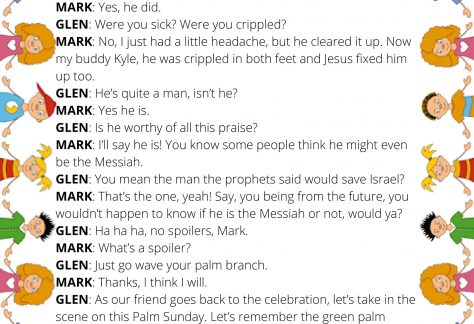 MARK: Yes, he did.
GLEN: Were you sick? Were you crippled?
MARK: No, I just had a little headache, but he cleared it up. Now
my buddy Kyle, he was crippled in both feet and Jesus fixed him
up too.
GLEN: He's quite a man, isn't he?
MARK: Yes he is.
GLEN: Is he worthy of all this praise?
MARK: I'll say he is! You know some people think he might even
be the Messiah.
GLEN: You mean the man the prophets said would save Israel?
MARK: That's the one, yeah! Say, you being from the future, you
wouldn't happen to know if he is the Messiah or not, would ya?
GLEN: Ha ha ha, no spoilers, Mark.
MARK: What's a spoiler?
GLEN: Just go wave your palm branch.
MARK: Thanks, I think I will.
GLEN: As our friend goes back to the celebration, let's take in the
scene on this Palm Sunday. Let's remember the green palm